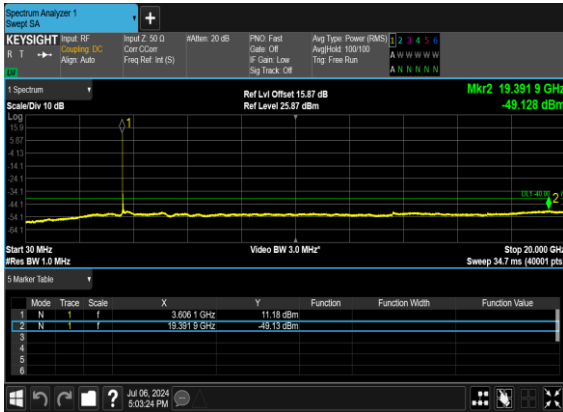 Spectrum Analyzer 1
Swept SA
KEYSIGHT Input: RF Input Z: 50 Ω #Atten: 20 dB PNO: Fast Avg Type: Power (RMS) 1 2 3 4 5 6
R T Coupling: DC Corr CCorr Gate: Off Avg|Hold: 100/100 A W W W W W
Align: Auto Freq Ref: Int (S) IF Gain: Low Trig: Free Run
LXI Sig Track: Off A N N N N N
1 Spectrum Ref Lvl Offset 15.87 dB Mkr2 19.391 9 GHz
Scale/Div 10 dB Ref Level 25.87 dBm -49.128 dBm
Log
15.9
5.87
-4.13
-14.1
-24.1
-34.1
-44.1
-54.1
-64.1
1
DL1 -40.00
2
Start 30 MHz Video BW 3.0 MHz* Stop 20.000 GHz
#Res BW 1.0 MHz Sweep 34.7 ms (40001 pts)
5 Marker Table
Mode Trace Scale X Y Function Function Width Function Value
1 N 1 f 3.606 1 GHz 11.18 dBm
2 N 1 f 19.391 9 GHz -49.13 dBm
3
4
5
6
? Jul 06, 2024
5:03:24 PM